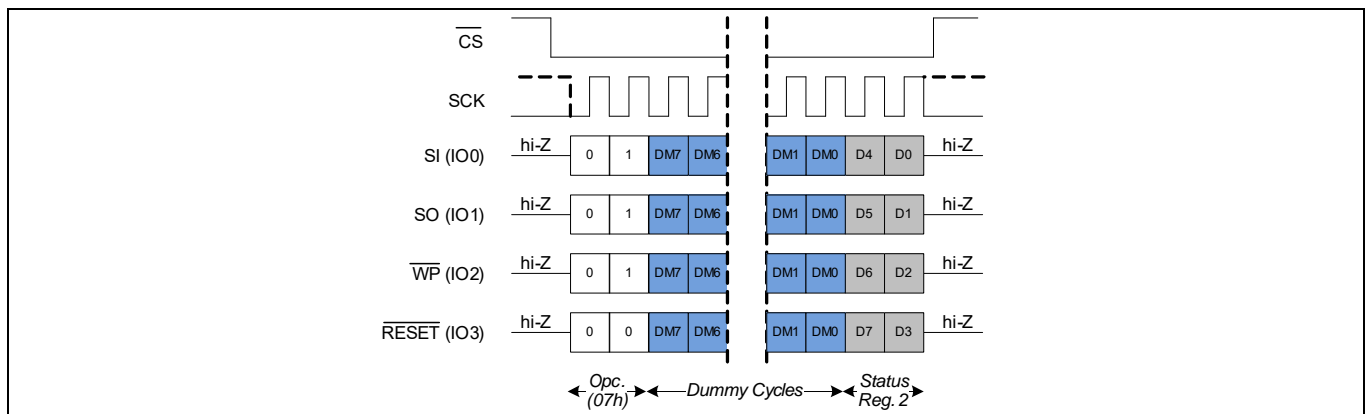 CS
SCK
SI (IO0) hi-Z 0 1 DM7 DM6 DM1 DM0 D4 D0 hi-Z
SO (IO1) hi-Z 0 1 DM7 DM6 DM1 DM0 D5 D1 hi-Z
WP (IO2) hi-Z 0 1 DM7 DM6 DM1 DM0 D6 D2 hi-Z
RESET (IO3) hi-Z 0 0 DM7 DM6 DM1 DM0 D7 D3 hi-Z
Opc. Dummy Cycles Status
(07h) Reg. 2